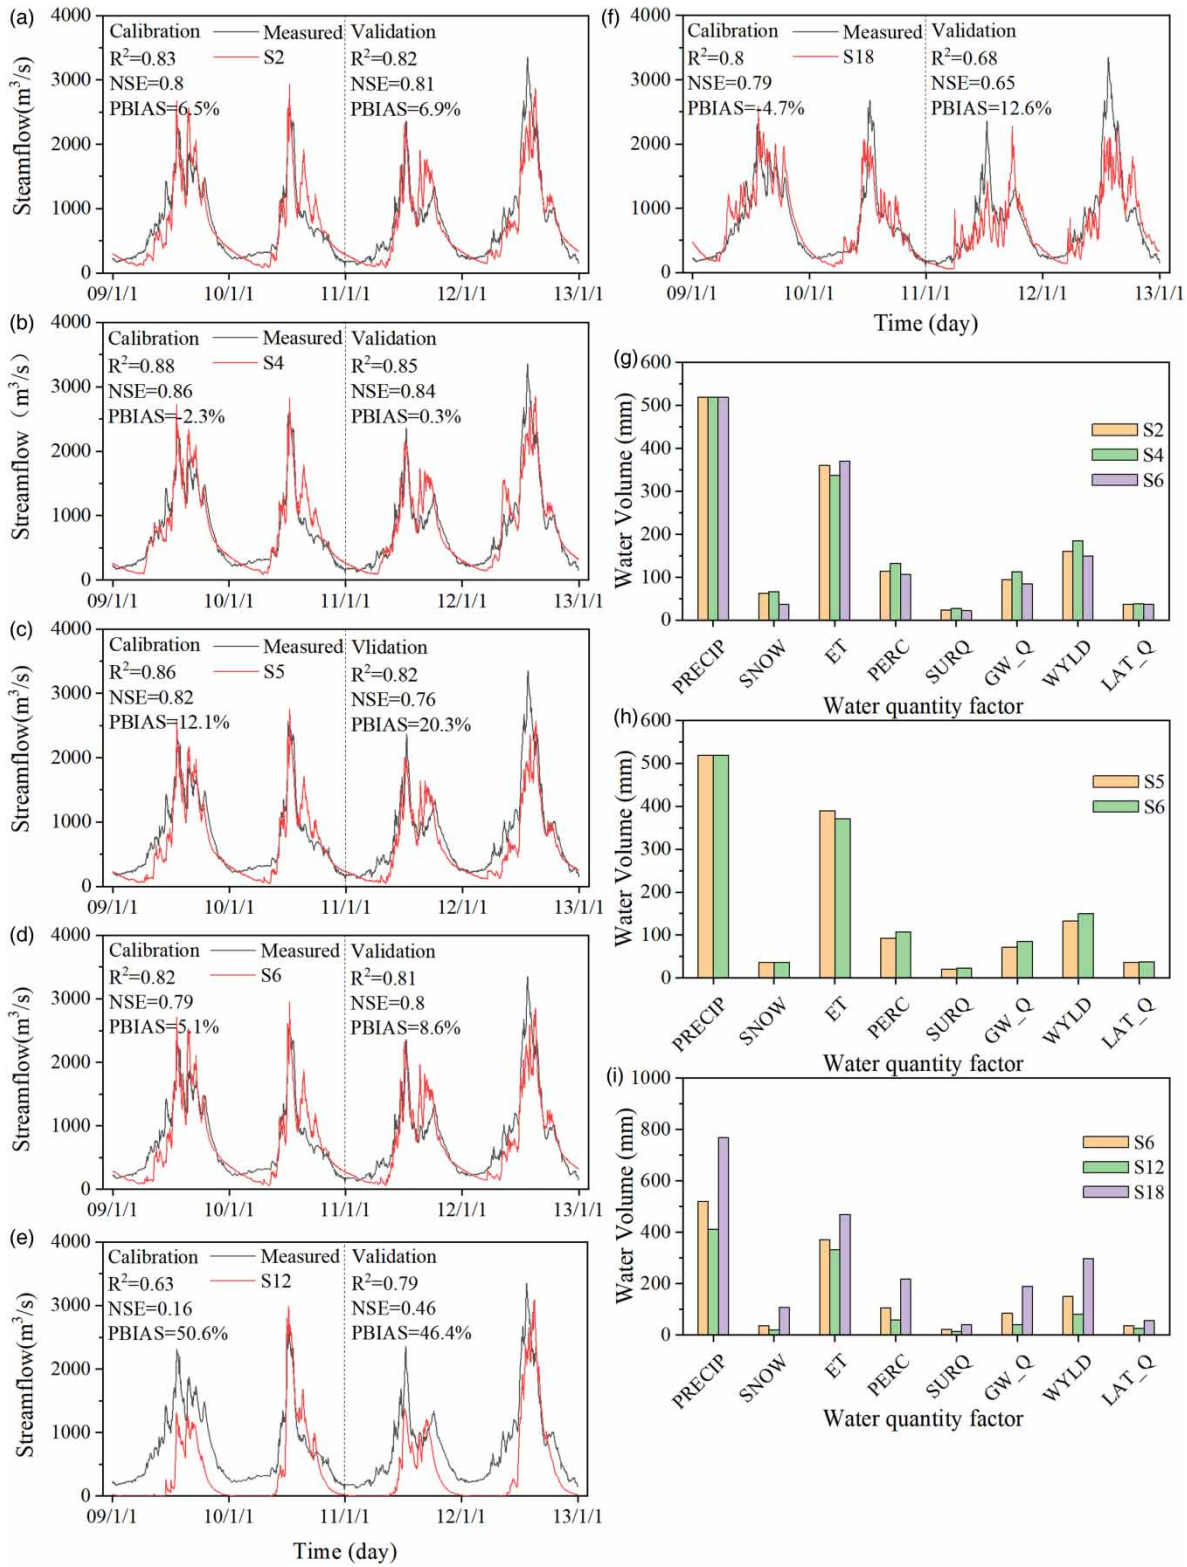 (a)
4000
3000
2000
1000
0
Steamflow(m³/s)
Calibration
R²=0.83
NSE=0.8
PBIAS=6.5%
Measured
S2
Validation
R²=0.82
NSE=0.81
PBIAS=6.9%
09/1/1 10/1/1 11/1/1 12/1/1 13/1/1
(b)
4000
3000
2000
1000
0
Streamflow（m³/s）
Calibration
R²=0.88
NSE=0.86
PBIAS=-2.3%
Measured
S4
Validation
R²=0.85
NSE=0.84
PBIAS=0.3%
09/1/1 10/1/1 11/1/1 12/1/1 13/1/1
(c)
4000
3000
2000
1000
0
Streamflow(m³/s)
Calibration
R²=0.86
NSE=0.82
PBIAS=12.1%
Measured
S5
Vlidation
R²=0.82
NSE=0.76
PBIAS=20.3%
09/1/1 10/1/1 11/1/1 12/1/1 13/1/1
(d)
4000
3000
2000
1000
0
Streamflow(m³/s)
Calibration
R²=0.82
NSE=0.79
PBIAS=5.1%
Measured
S6
Validation
R²=0.81
NSE=0.8
PBIAS=8.6%
09/1/1 10/1/1 11/1/1 12/1/1 13/1/1
(e)
4000
3000
2000
1000
0
Streamflow(m³/s)
Calibration
R²=0.63
NSE=0.16
PBIAS=50.6%
Measured
S12
Validation
R²=0.79
NSE=0.46
PBIAS=46.4%
09/1/1 10/1/1 11/1/1 12/1/1 13/1/1
Time (day)
(f)
4000
3000
2000
1000
0
Calibration
R²=0.8
NSE=0.79
PBIAS=-4.7%
Measured
S18
Validation
R²=0.68
NSE=0.65
PBIAS=12.6%
09/1/1 10/1/1 11/1/1 12/1/1 13/1/1
Time (day)
(g)
600
500
400
300
200
100
0
Water Volume (mm)
S2
S4
S6
PRECIP SNOW ET PERC SURQ GW_Q WYLD LAT_Q
Water quantity factor
(h)
600
500
400
300
200
100
0
Water Volume (mm)
S5
S6
PRECIP SNOW ET PERC SURQ GW_Q WYLD LAT_Q
Water quantity factor
(i)
1000
800
600
400
200
0
Water Volume (mm)
S6
S12
S18
PRECIP SNOW ET PERC SURQ GW_Q WYLD LAT_Q
Water quantity factor